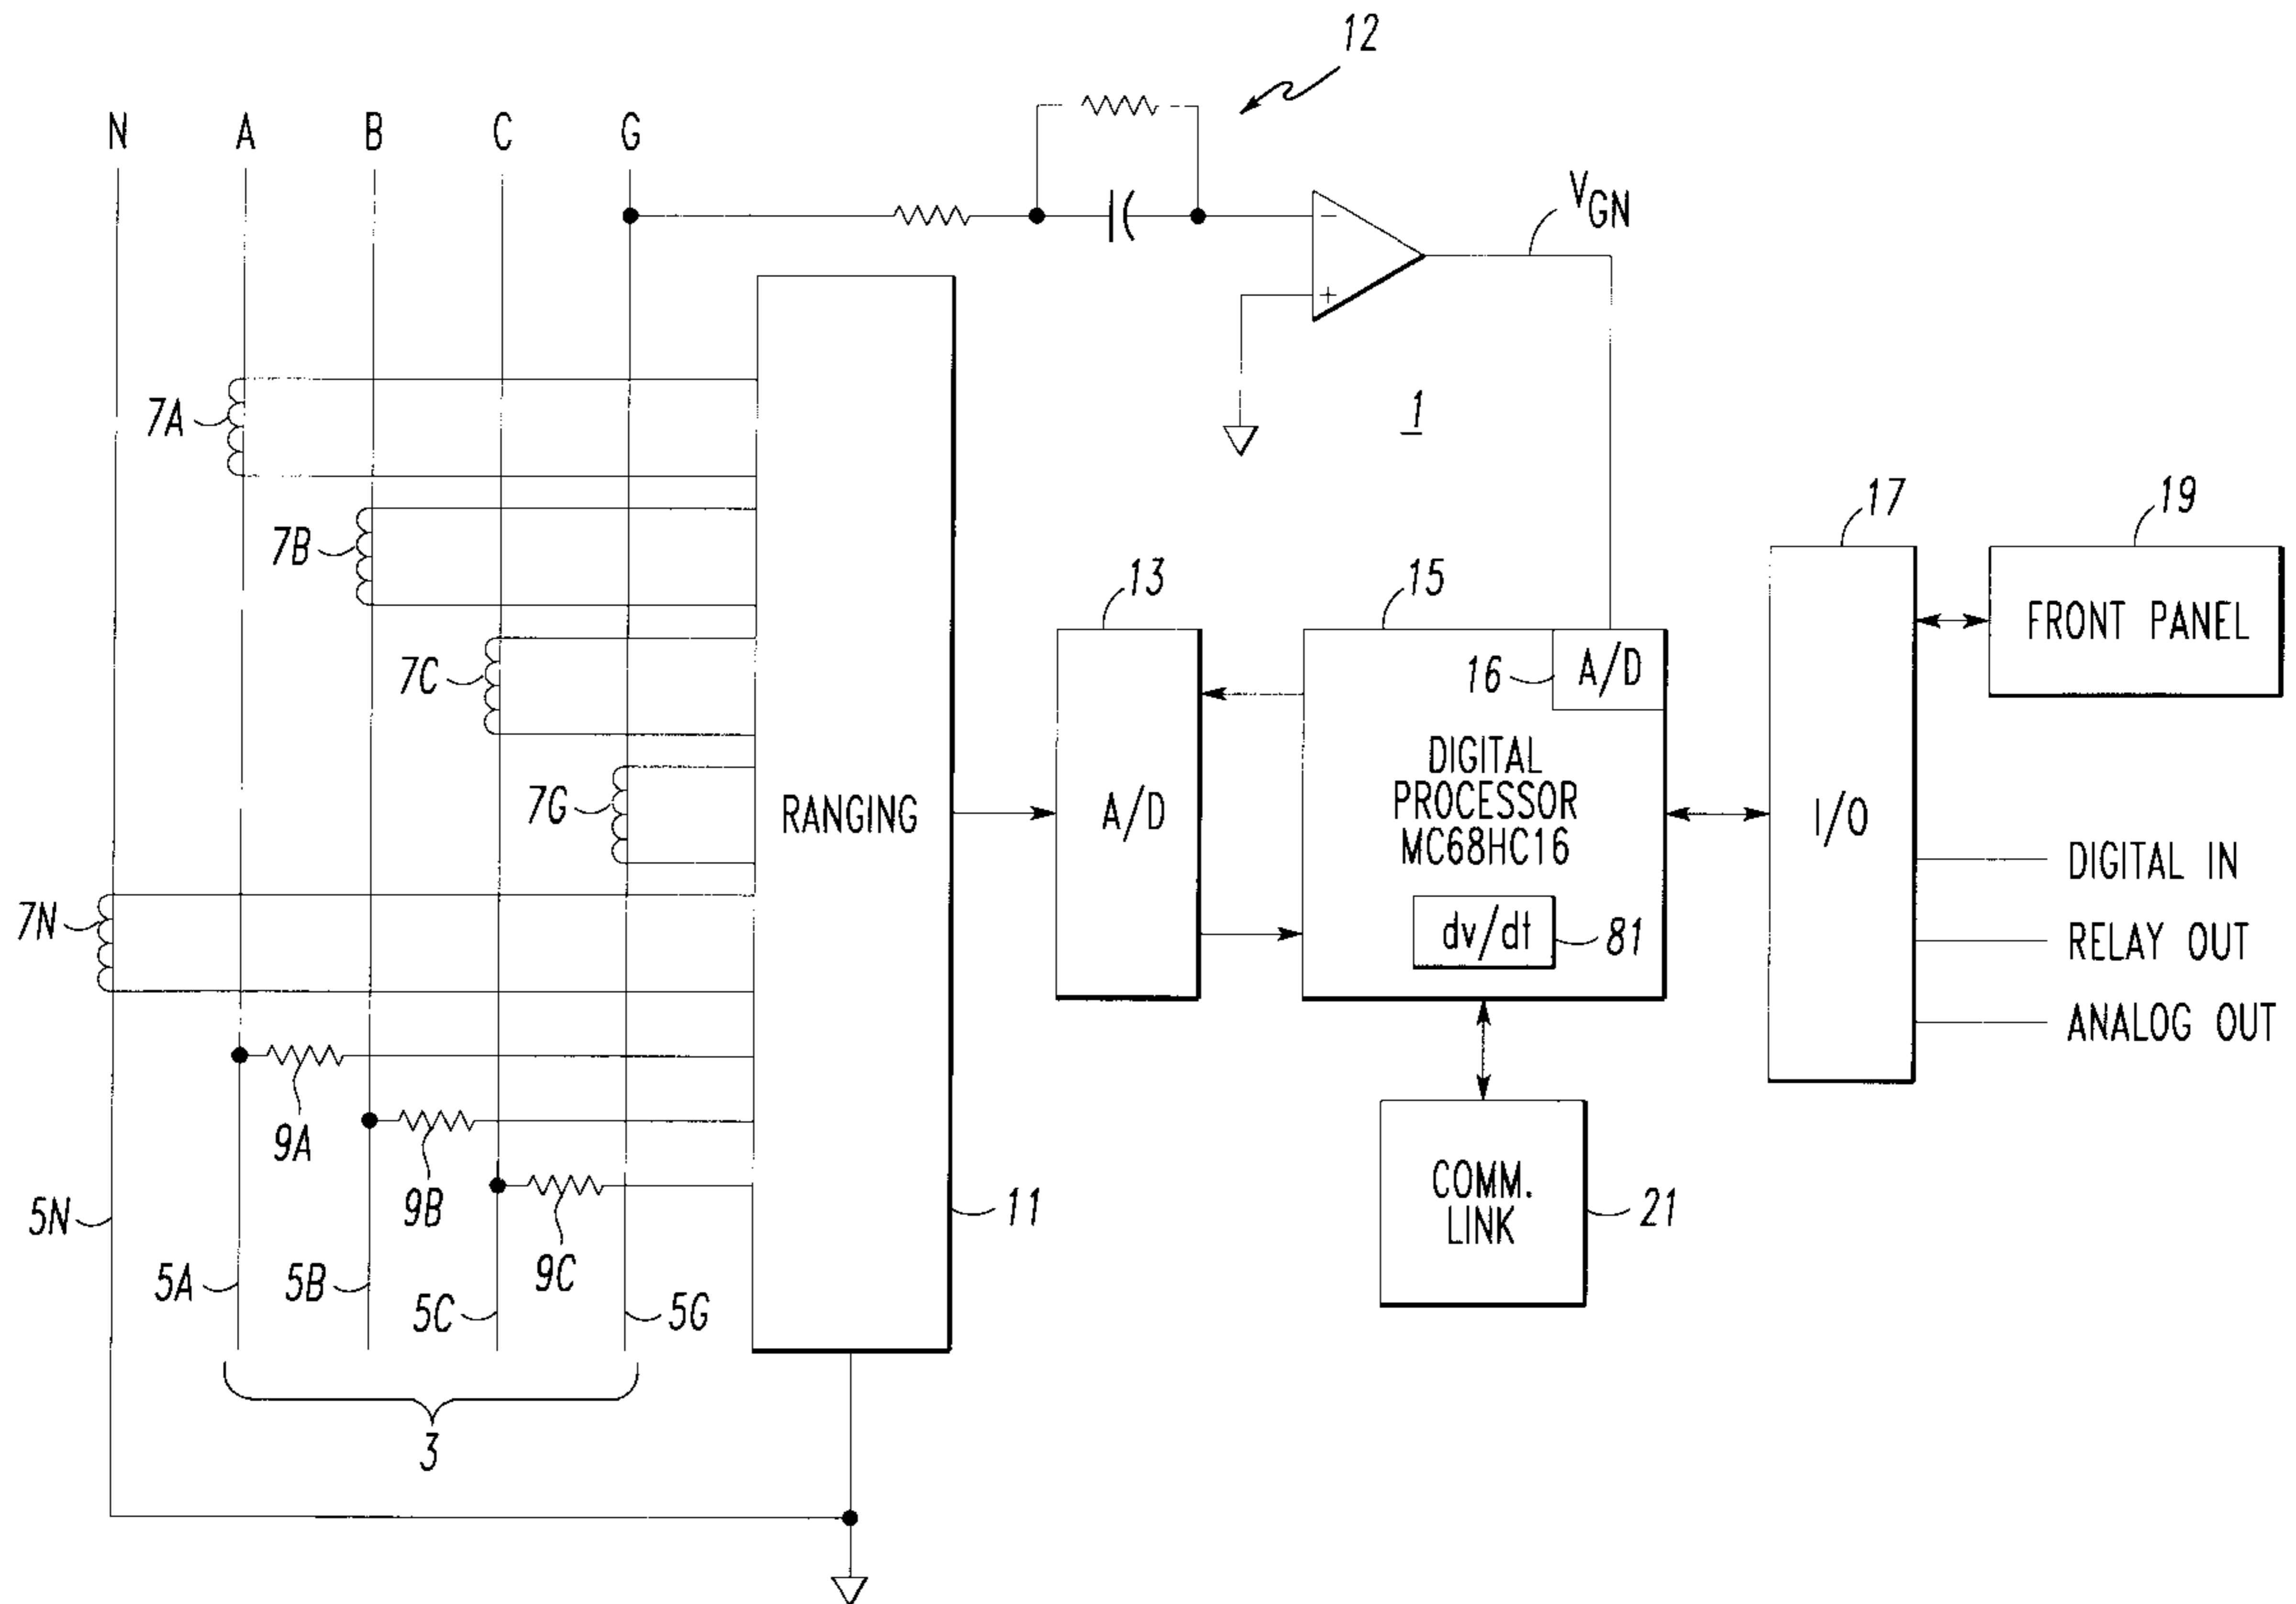 12
N A B C G
V_GN
1
7A
7B
17
19
13
15
FRONT PANEL
7C
16
A/D
7G
DIGITAL
PROCESSOR
MC68HC16
RANGING
A/D
I/O
DIGITAL IN
7N
dv/dt
81
RELAY OUT
ANALOG OUT
9A
9B
COMM.
LINK
5N
11
21
9C
5A
5B
5C
5G
3